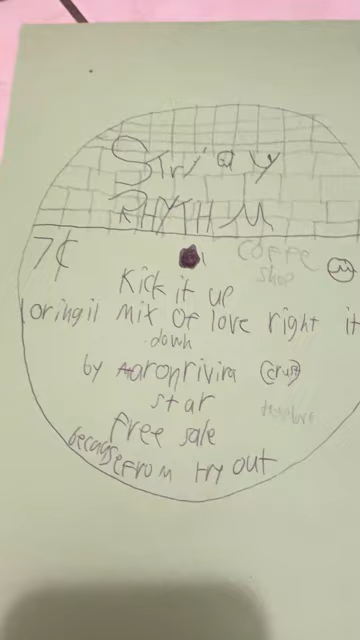 Stri@y
RHYTHM
7¢
coffe
shop
Kick it up
oringil mix of love right it
down
by Aaronrivira
star
free sale
because from try out